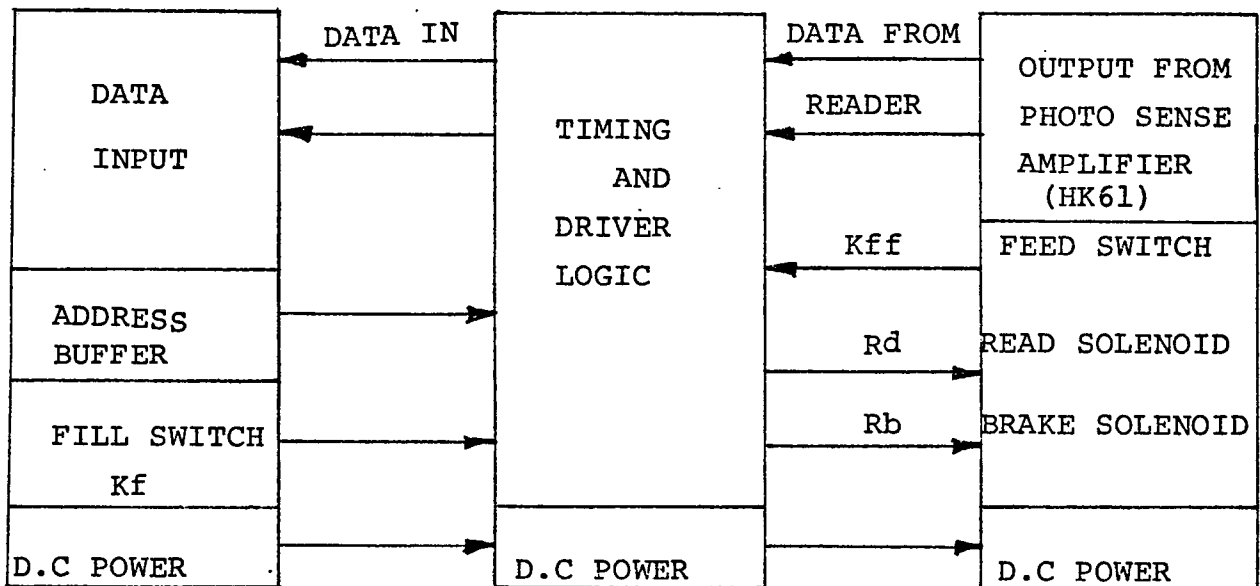 DATA
INPUT
ADDRESS
BUFFER
FILL SWITCH
Kf
D.C POWER
DATA IN
TIMING
AND
DRIVER
LOGIC
D.C POWER
DATA FROM
READER
Kff
Rd
Rb
OUTPUT FROM
PHOTO SENSE
AMPLIFIER
(HK61)
FEED SWITCH
READ SOLENOID
BRAKE SOLENOID
D.C POWER